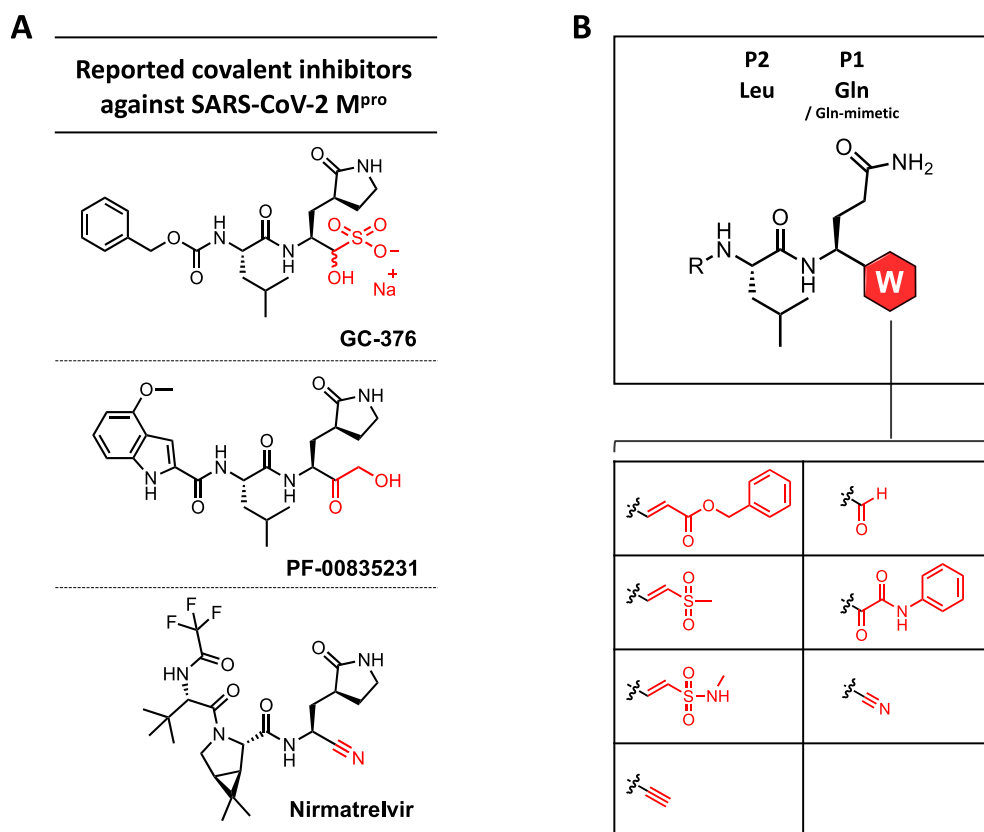 A
Reported covalent inhibitors
against SARS-CoV-2 Mᵖʳᵒ
O
NH
O
H
N
O
O
N
H
O
O
S
O−
OH
+
Na
GC-376
O
O
NH
N
H
O
H
N
O
N
H
O
OH
PF-00835231
F
F
F
O
HN
O
N
O
N
H
O
NH
N
Nirmatrelvir
B
P2
P1
Leu
Gln
/ Gln-mimetic
O
NH₂
H
N
R
O
N
H
W
O
O
H
O
O
S
O
O
O
N
H
O
O
S
NH
O
N